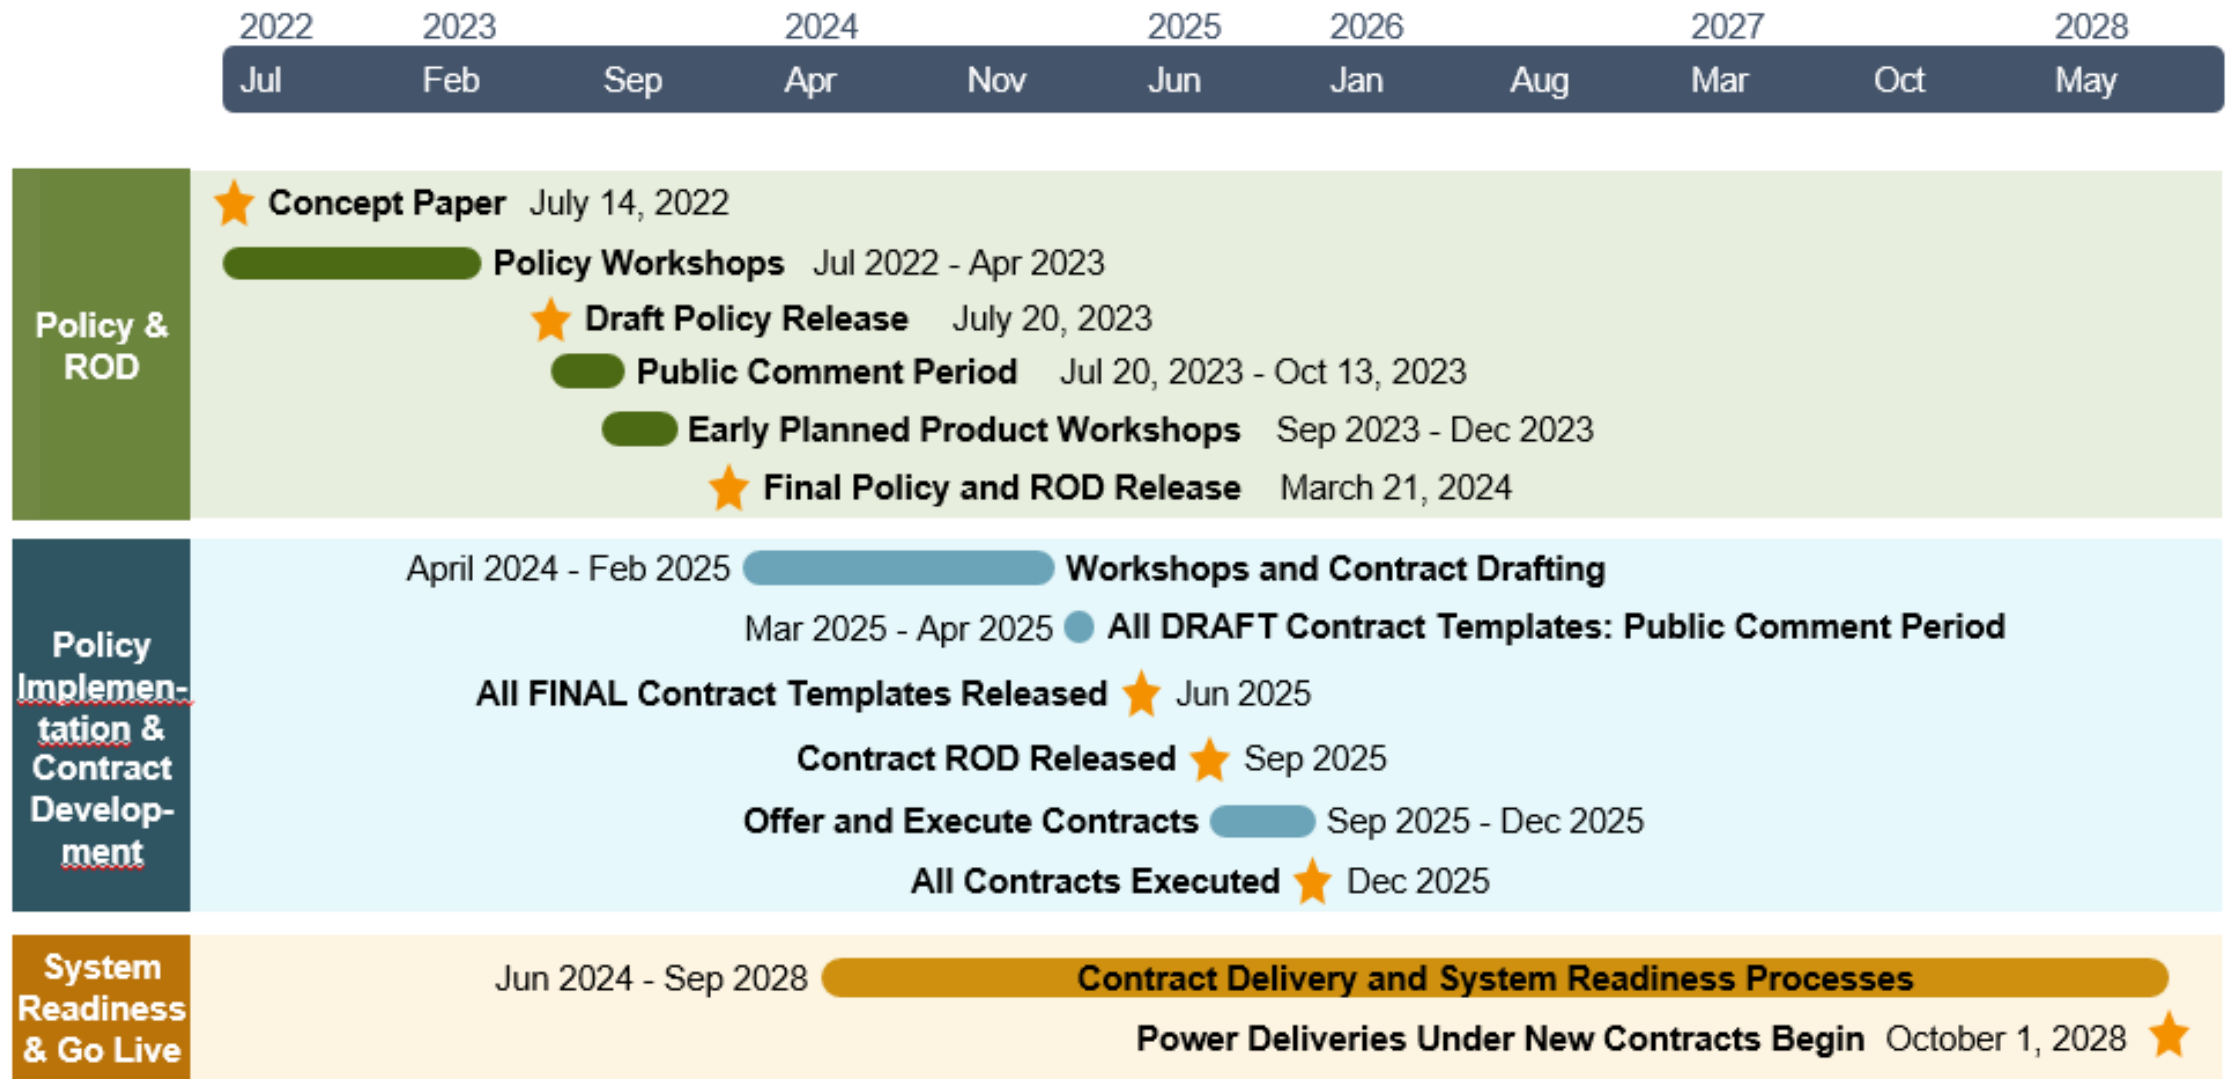 2022 2023 2024 2025 2026 2027 2028
Jul Feb Sep Apr Nov Jun Jan Aug Mar Oct May
Policy &
ROD
Concept Paper July 14, 2022
Policy Workshops Jul 2022 - Apr 2023
Draft Policy Release July 20, 2023
Public Comment Period Jul 20, 2023 - Oct 13, 2023
Early Planned Product Workshops Sep 2023 - Dec 2023
Final Policy and ROD Release March 21, 2024
Policy
Implemen-
tation &
Contract
Develop-
ment
April 2024 - Feb 2025 Workshops and Contract Drafting
Mar 2025 - Apr 2025 All DRAFT Contract Templates: Public Comment Period
All FINAL Contract Templates Released Jun 2025
Contract ROD Released Sep 2025
Offer and Execute Contracts Sep 2025 - Dec 2025
All Contracts Executed Dec 2025
System
Readiness
& Go Live
Jun 2024 - Sep 2028 Contract Delivery and System Readiness Processes
Power Deliveries Under New Contracts Begin October 1, 2028